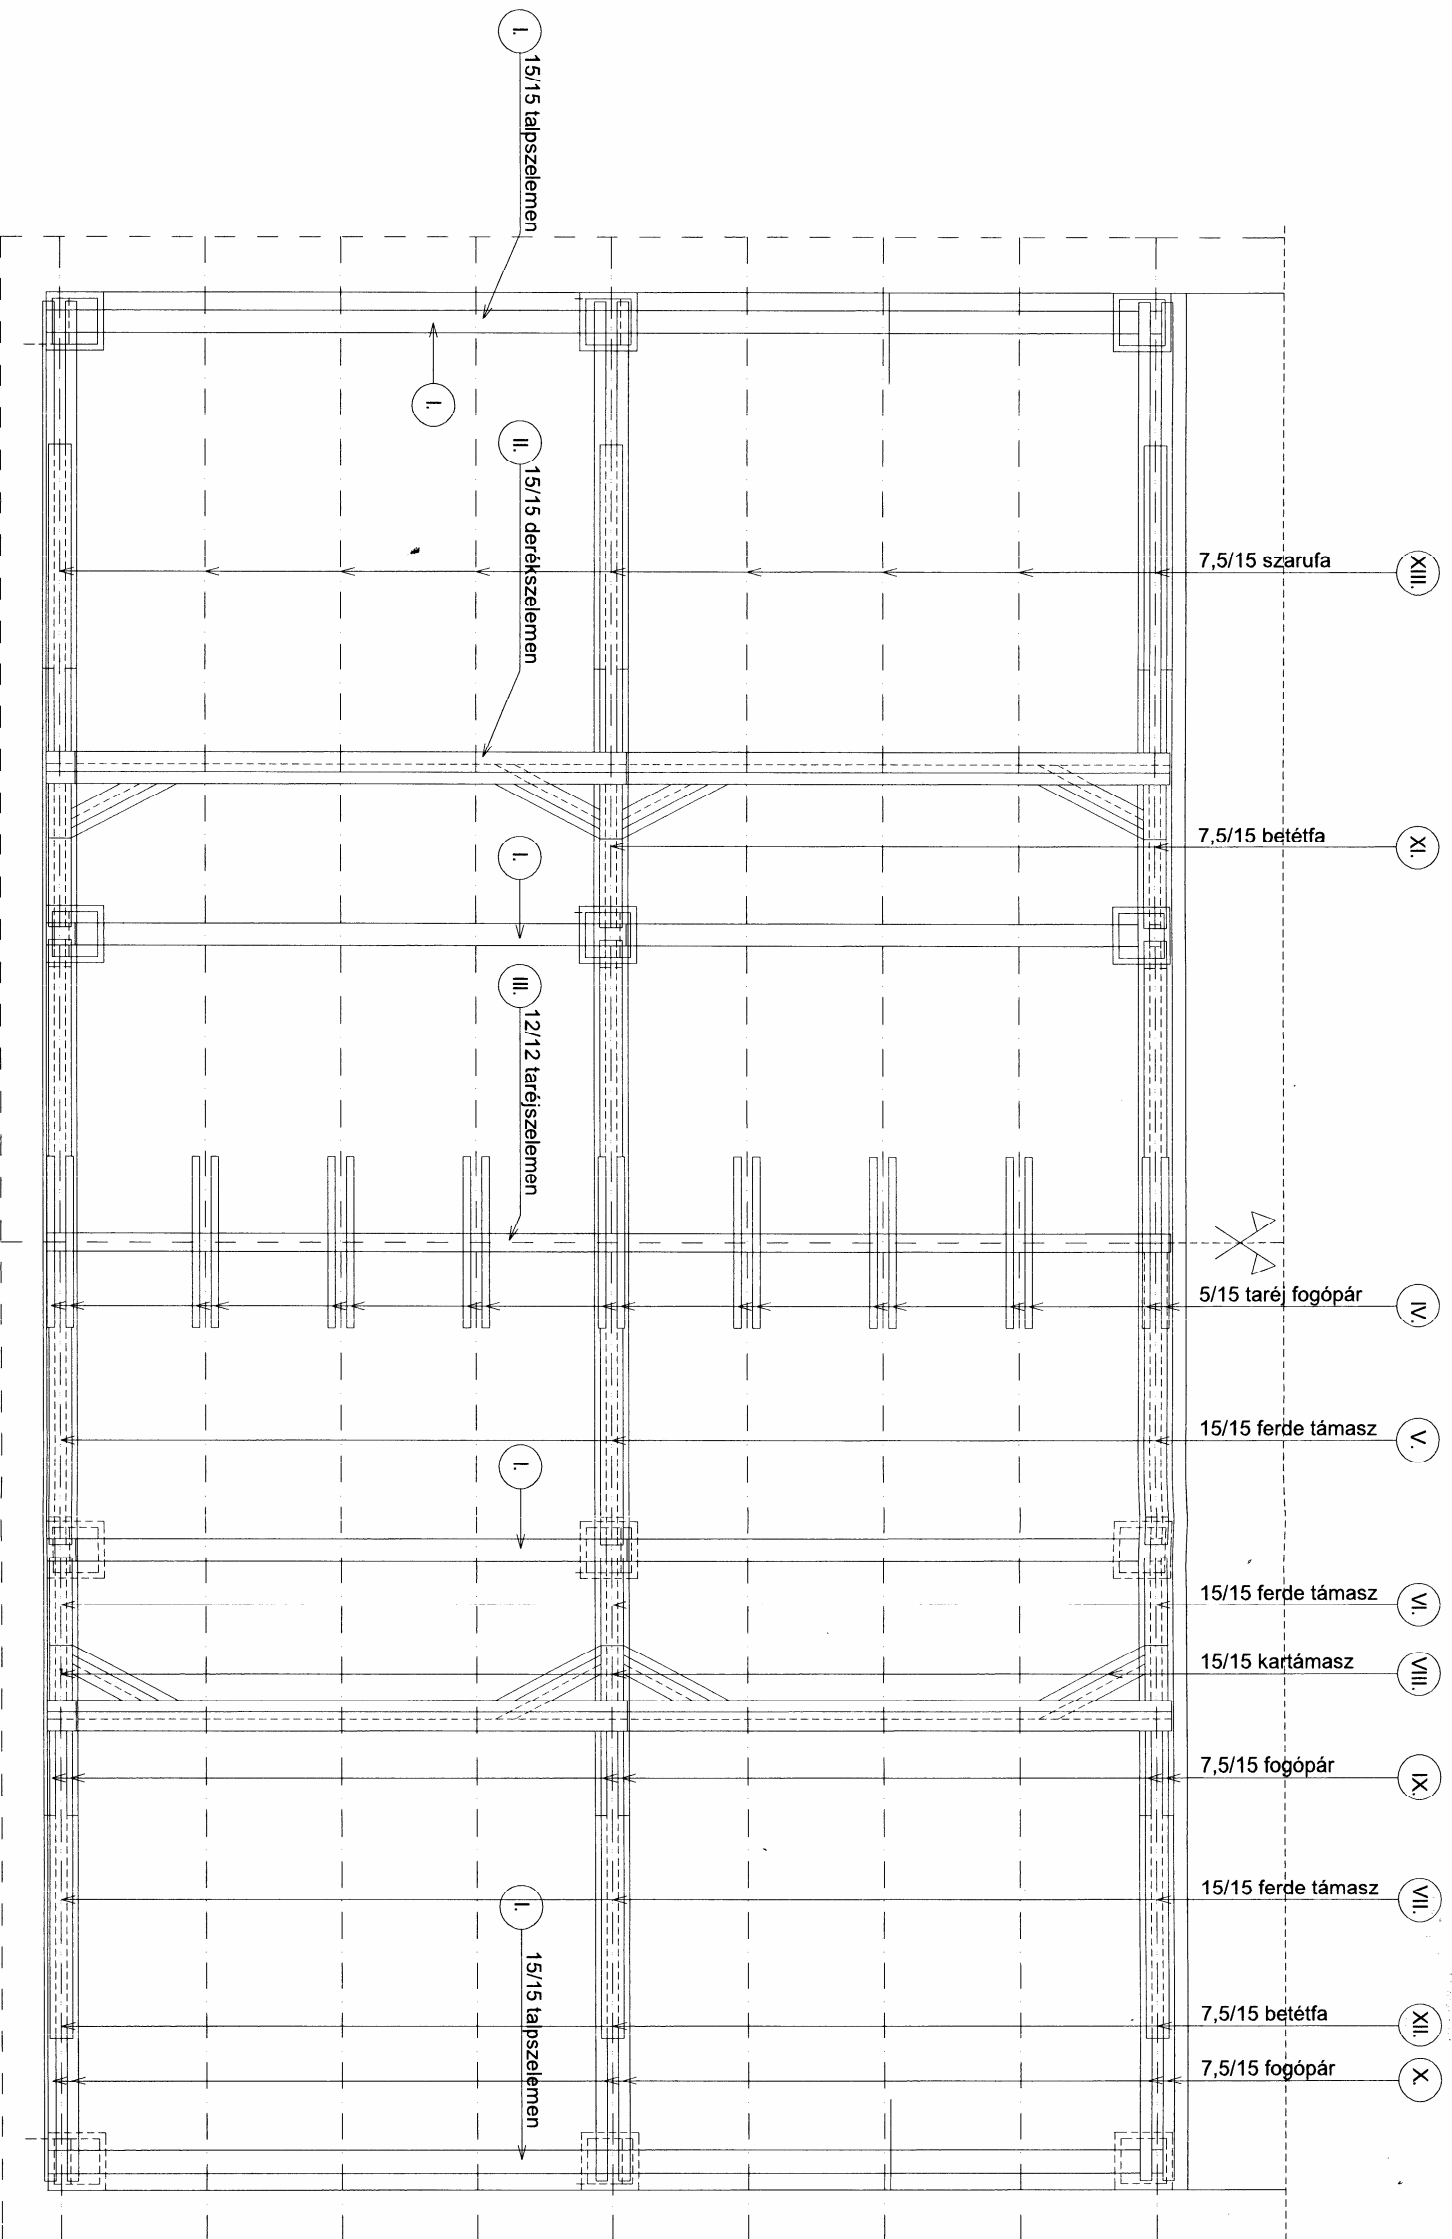 I.
15/15 talpszelemen
I.
II.
15/15 derékszelemen
XIII.
7,5/15 szarufa
XI.
7,5/15 betétfa
I.
III.
12/12 taréjszelemen
IV.
5/15 taréj fogópár
V.
15/15 ferde támasz
I.
VI.
15/15 ferde támasz
VIII.
15/15 kartámasz
IX.
7,5/15 fogópár
VII.
15/15 ferde támasz
I.
15/15 talpszelemen
XII.
7,5/15 betétfa
X.
7,5/15 fogópár